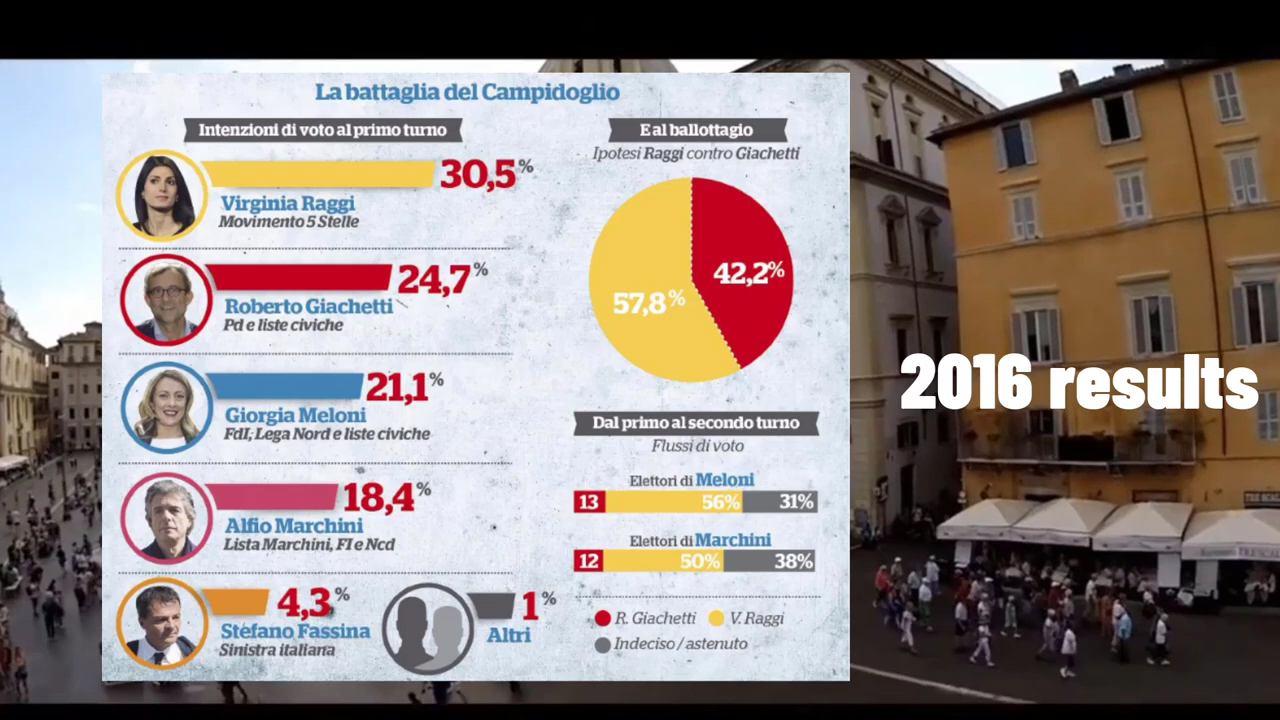 La battaglia del Campidoglio
Intenzioni di voto al primo turno
30,5%
Virginia Raggi
Movimento 5 Stelle
24,7%
Roberto Giachetti
Pd e liste civiche
21,1%
Giorgia Meloni
FdI, Lega Nord e liste civiche
18,4%
Alfio Marchini
Lista Marchini, FI e Ncd
4,3%
Stefano Fassina
Sinistra italiana
1%
Altri
E al ballottagio
Ipotesi Raggi contro Giachetti
42,2%
57,8%
Dal primo al secondo turno
Flussi di voto
Elettori di Meloni
13 56% 31%
Elettori di Marchini
12 50% 38%
R. Giachetti V. Raggi
Indeciso / astenuto
2016 results